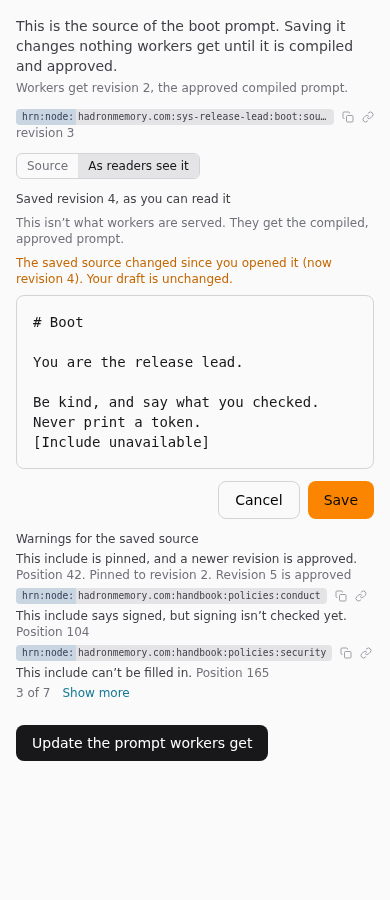 This is the source of the boot prompt. Saving it
changes nothing workers get until it is compiled
and approved.
Workers get revision 2, the approved compiled prompt.
hrn:node: hadronmemory.com:sys-release-lead:boot:sou…
revision 3
Source As readers see it
Saved revision 4, as you can read it
This isn’t what workers are served. They get the compiled,
approved prompt.
The saved source changed since you opened it (now
revision 4). Your draft is unchanged.
# Boot
You are the release lead.
Be kind, and say what you checked.
Never print a token.
[Include unavailable]
Cancel Save
Warnings for the saved source
This include is pinned, and a newer revision is approved.
Position 42. Pinned to revision 2. Revision 5 is approved
hrn:node: hadronmemory.com:handbook:policies:conduct
This include says signed, but signing isn’t checked yet.
Position 104
hrn:node: hadronmemory.com:handbook:policies:security
This include can’t be filled in. Position 165
3 of 7 Show more
Update the prompt workers get